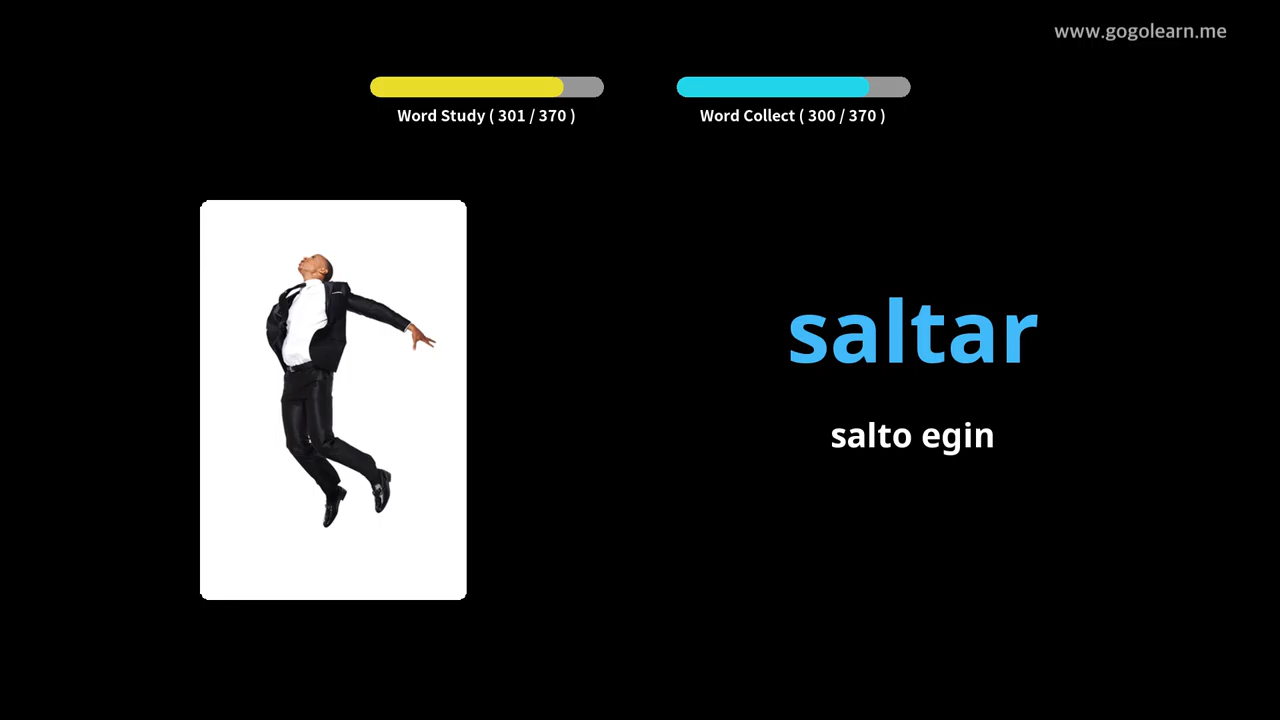 www.gogolearn.me
Word Study ( 301 / 370 )
Word Collect ( 300 / 370 )
saltar
salto egin